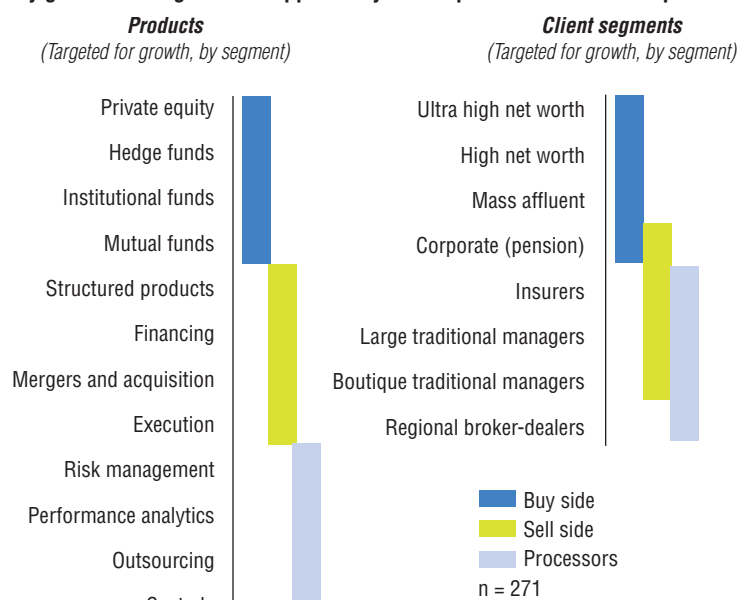 Products
(Targeted for growth, by segment)
Private equity
Hedge funds
Institutional funds
Mutual funds
Structured products
Financing
Mergers and acquisition
Execution
Risk management
Performance analytics
Outsourcing
Client segments
(Targeted for growth, by segment)
Ultra high net worth
High net worth
Mass affluent
Corporate (pension)
Insurers
Large traditional managers
Boutique traditional managers
Regional broker-dealers
Buy side
Sell side
Processors
n = 271